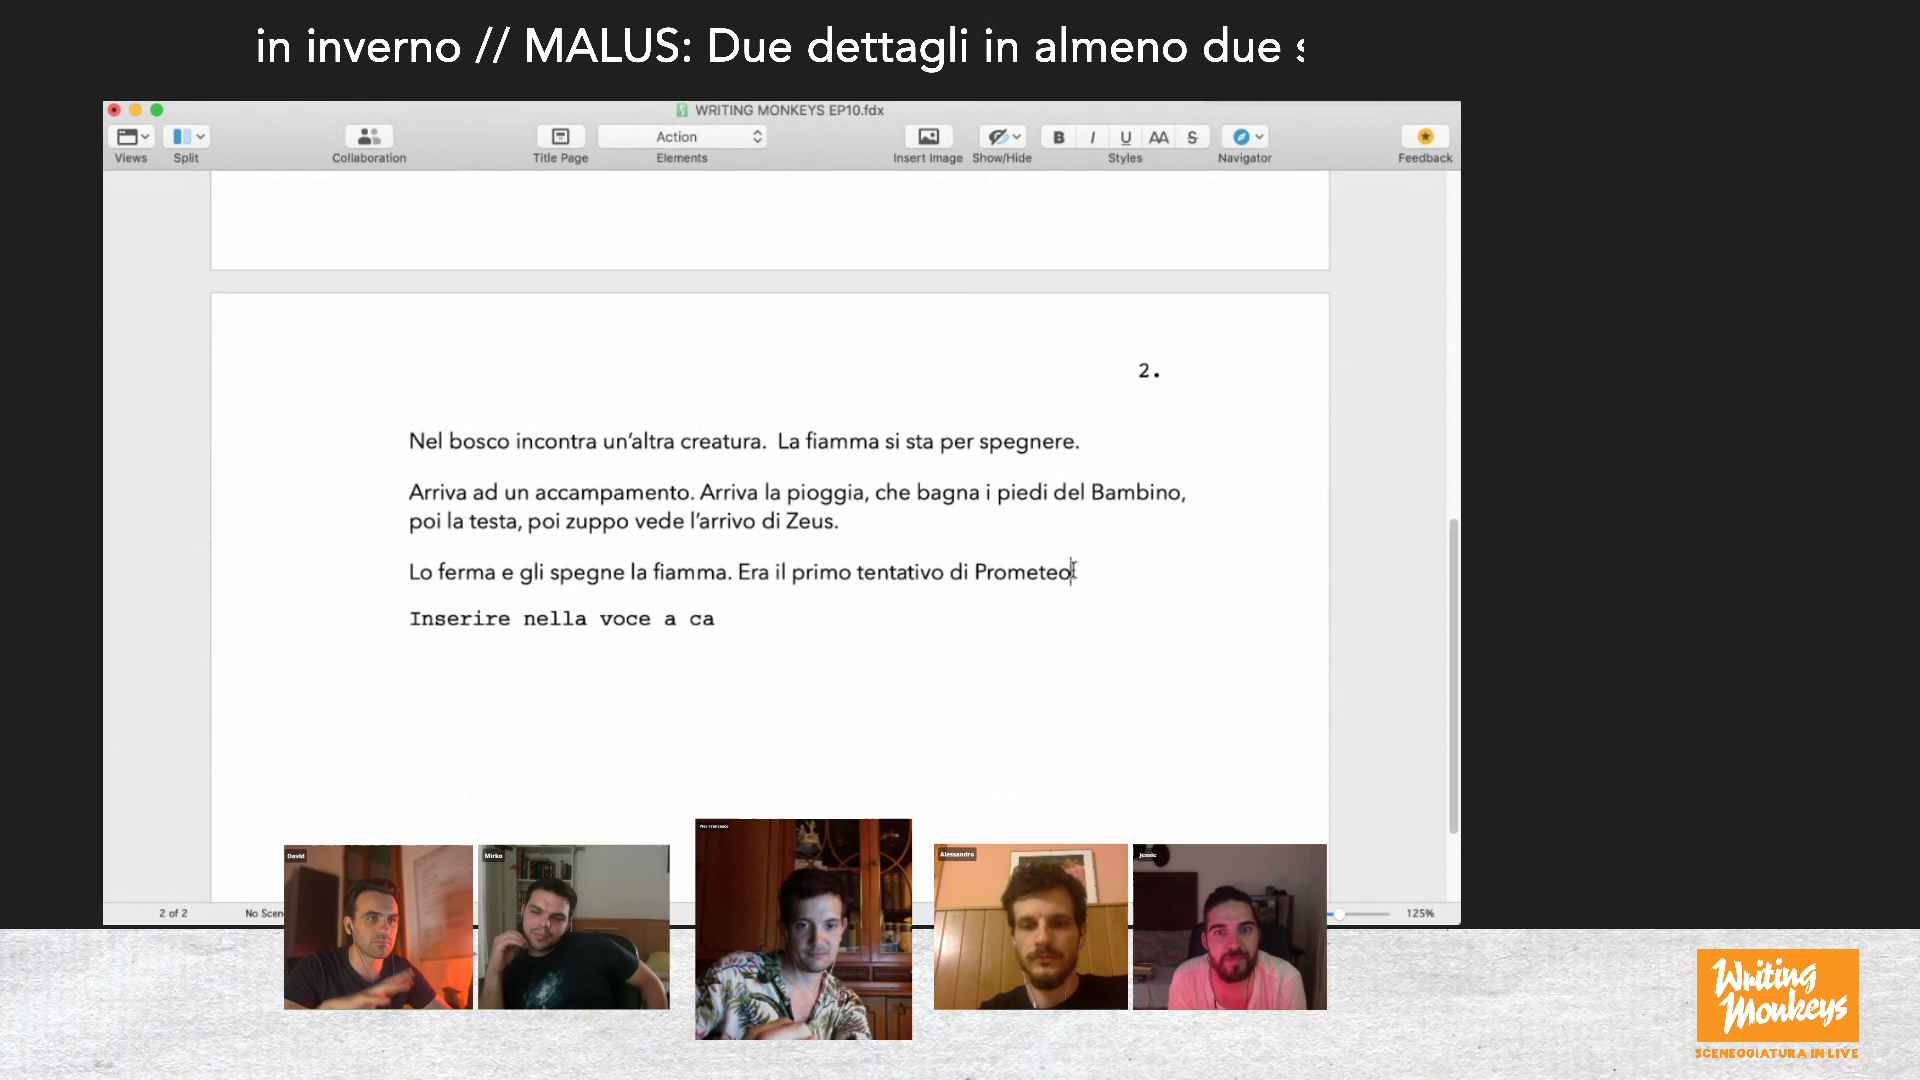 in inverno // MALUS: Due dettagli in almeno due
WRITING MONKEYS EP10.fdx
Views
Split
Collaboration
Title Page
Action
Elements
Insert Image
Show/Hide
B I U AA S
Styles
Navigator
Feedback
2.
Nel bosco incontra un'altra creatura.  La fiamma si sta per spegnere.
Arriva ad un accampamento. Arriva la pioggia, che bagna i piedi del Bambino,
poi la testa, poi zuppo vede l'arrivo di Zeus.
Lo ferma e gli spegne la fiamma. Era il primo tentativo di Prometeo
Inserire nella voce a ca
2 of 2
No Scen
125%
David
Mirko
Alessandro
Jessie
Writing
Monkeys
SCENEGGIATURA IN LIVE